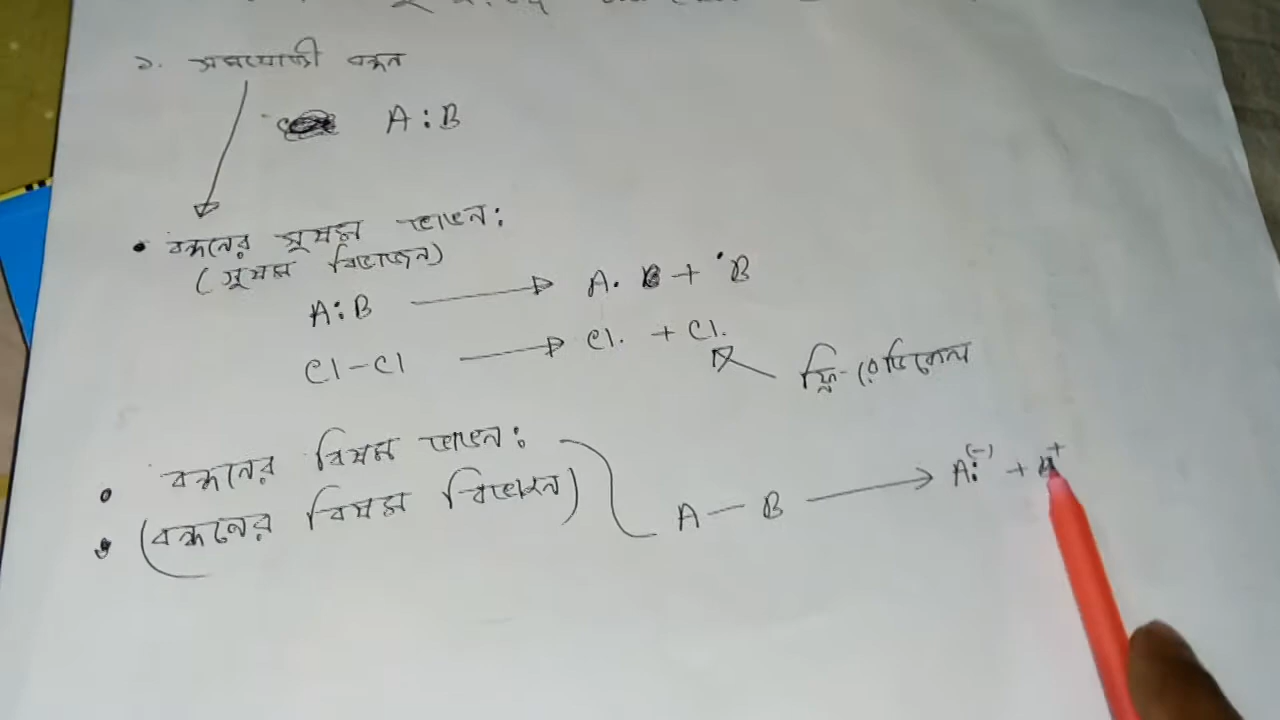 ১. সমযোজী বন্ধন
A:B
• বন্ধনের সুষম ভাঙন:
(সুষম বিভাজন)
A:B → A. + .B
Cl-Cl → Cl. + Cl.
ফ্রি-রেডিকেল
• বন্ধনের বিষম ভাঙন:
(বন্ধনের বিষম বিভাজন)
A — B → A:(-) +